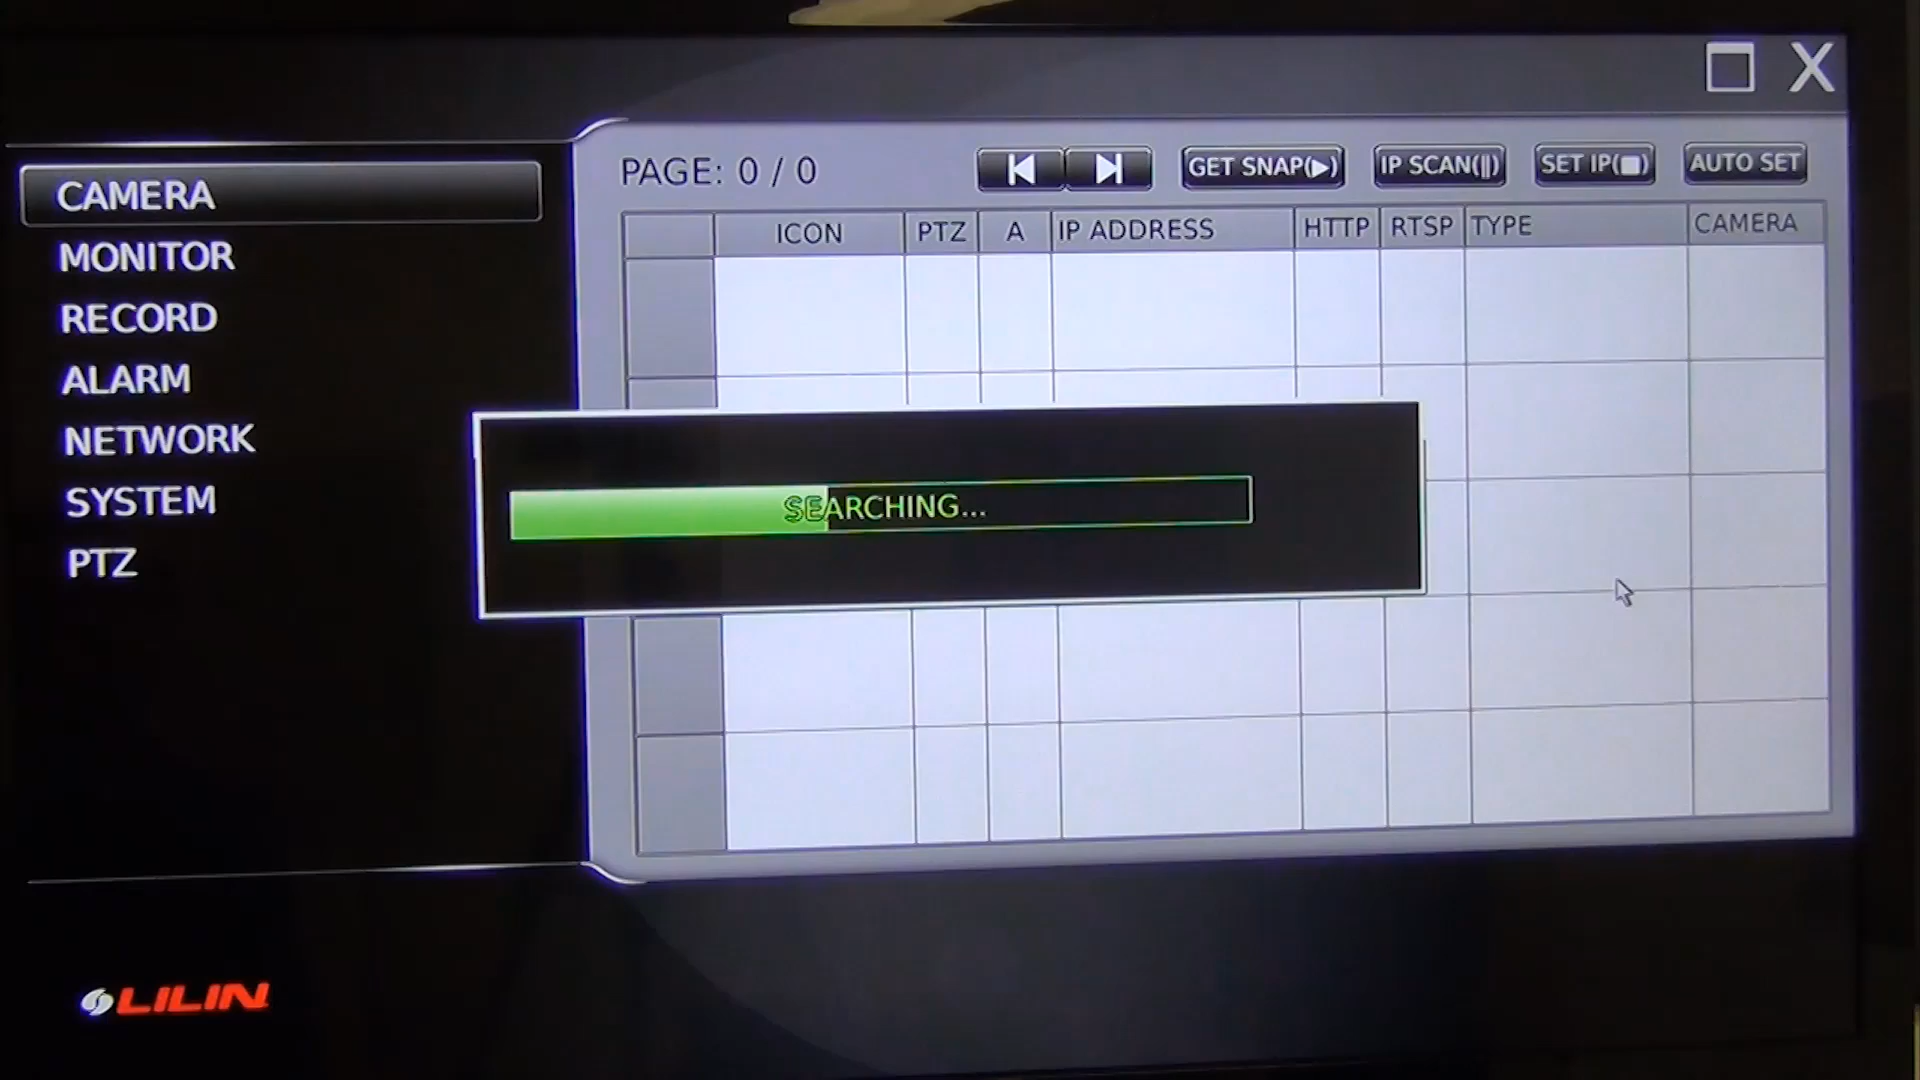 CAMERA
MONITOR
RECORD
ALARM
NETWORK
SYSTEM
PTZ
PAGE: 0 / 0
GET SNAP(▶)
IP SCAN(||)
SET IP(■)
AUTO SET
ICON PTZ A IP ADDRESS HTTP RTSP TYPE CAMERA
SEARCHING...
LILIN